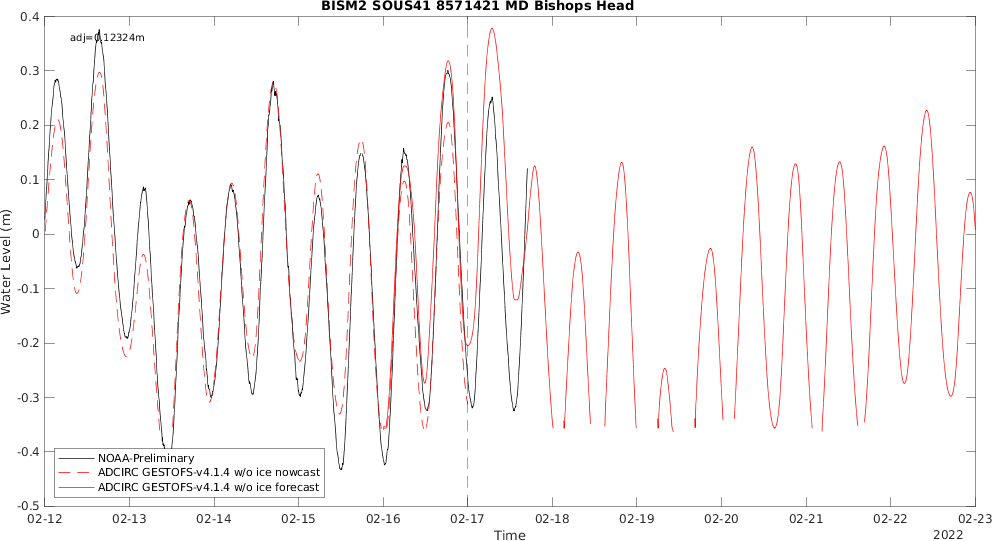 BISM2 SOUS41 8571421 MD Bishops Head
adj=0.12324m
0.4
0.3
0.2
0.1
0
-0.1
-0.2
-0.3
-0.4
-0.5
Water Level (m)
NOAA-Preliminary
ADCIRC GESTOFS-v4.1.4 w/o ice nowcast
ADCIRC GESTOFS-v4.1.4 w/o ice forecast
02-12 02-13 02-14 02-15 02-16 02-17 02-18 02-19 02-20 02-21 02-22 02-23
Time
2022